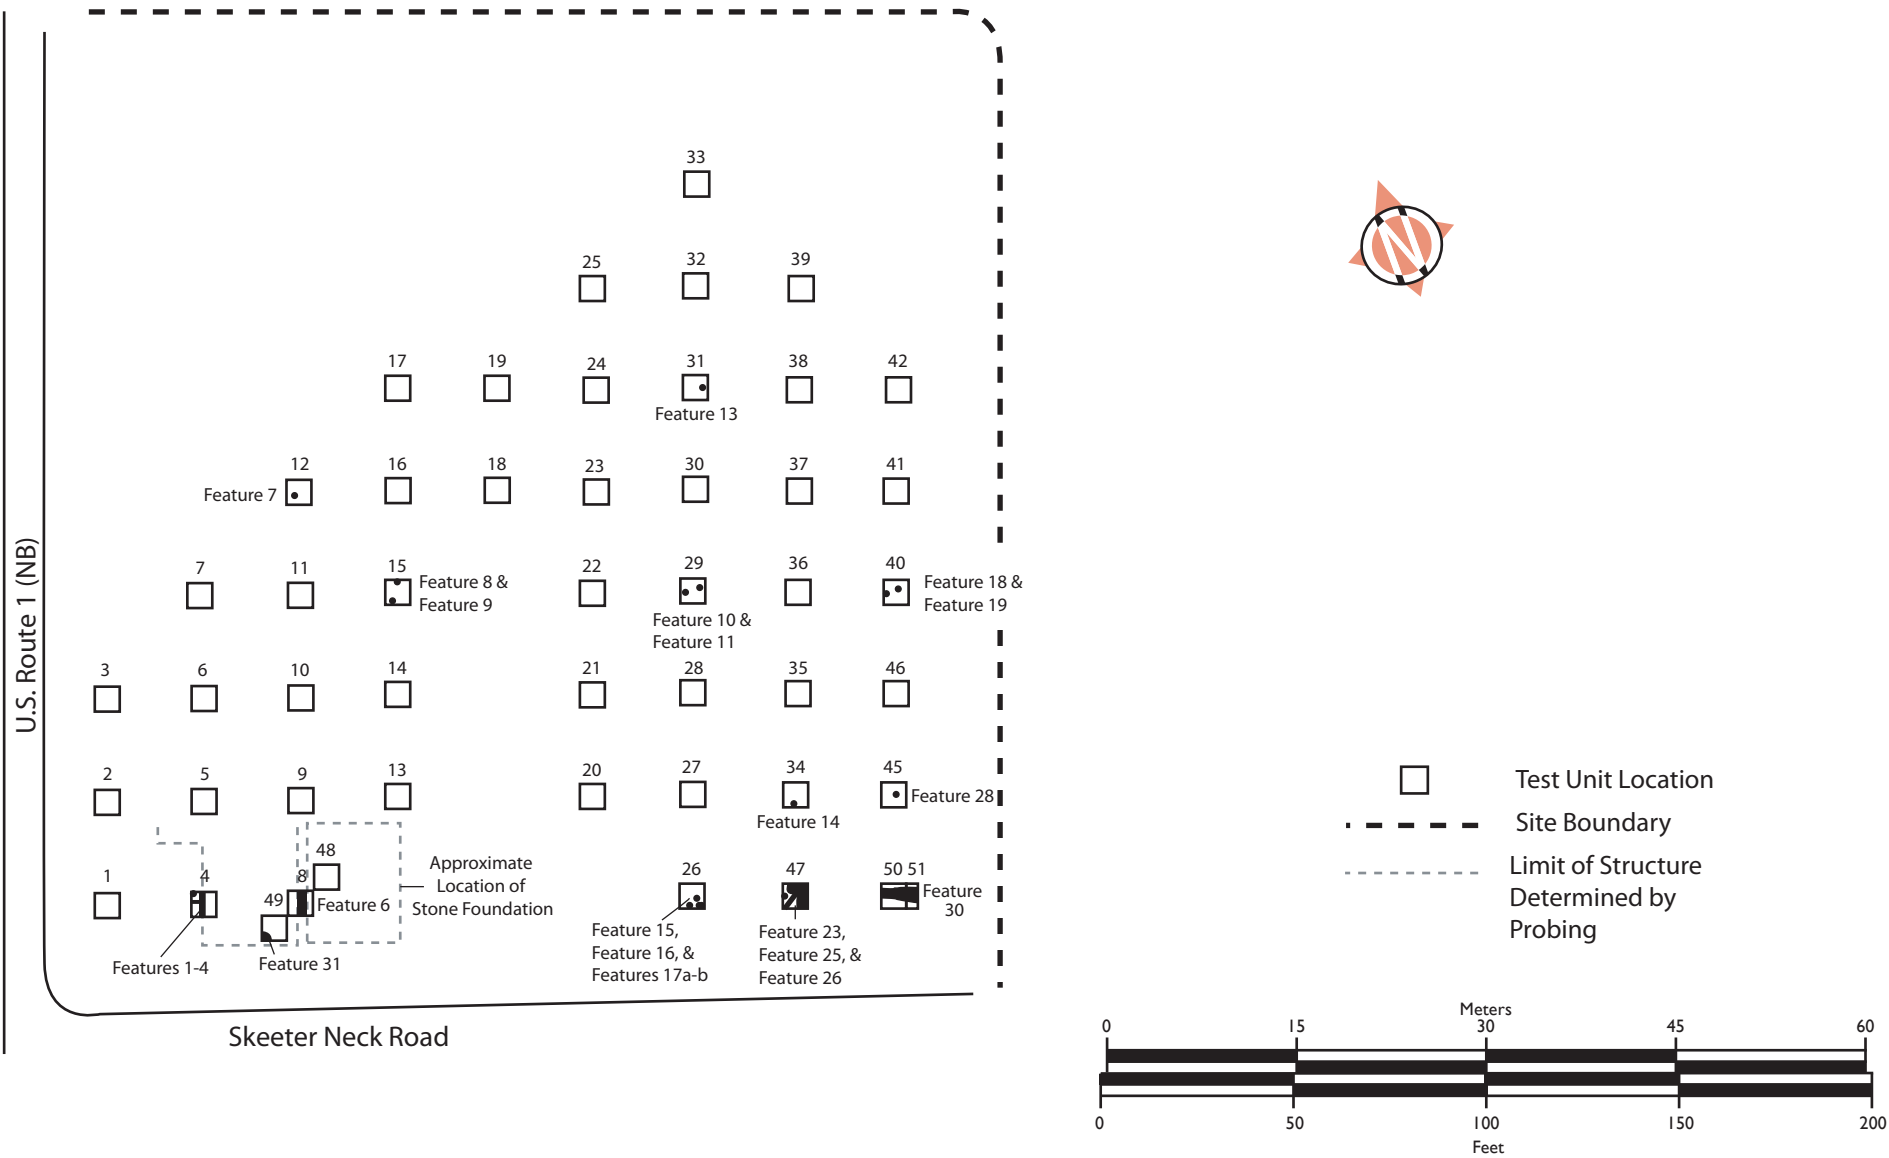 33
25 32 39
17 19 24 31 38 42
Feature 13
12 16 18 23 30 37 41
Feature 7
7 11 15 22 29 36 40
Feature 8 &
Feature 9
Feature 18 &
Feature 19
Feature 10 &
Feature 11
3 6 10 14 21 28 35 46
2 5 9 13 20 27 34 45
Feature 28
Feature 14
48
1 4 8 26 47 50 51
49
Feature 6
Approximate
Location of
Stone Foundation
Feature
30
Features 1-4
Feature 31
Feature 15,
Feature 16, &
Features 17a-b
Feature 23,
Feature 25, &
Feature 26
U.S. Route 1 (NB)
Skeeter Neck Road
N
Test Unit Location
Site Boundary
Limit of Structure
Determined by
Probing
Meters
0 15 30 45 60
0 50 100 150 200
Feet